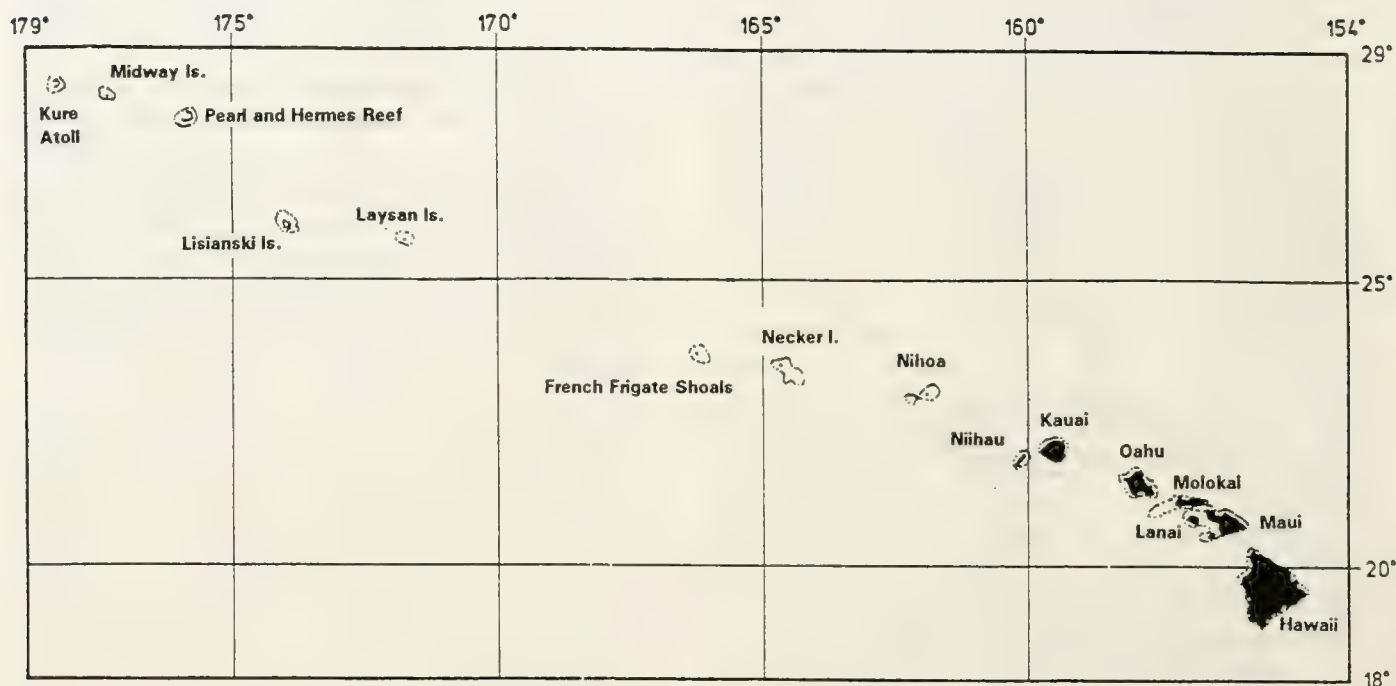 179° 175° 170° 165° 160° 154°
29°
Midway Is.
Kure
Atoll
Pearl and Hermes Reef
Laysan Is.
Lisianski Is.
25°
Necker I.
French Frigate Shoals
Nihoa
Niihau
Kauai
Oahu
Molokai
Lanai
Maui
20°
Hawaii
18°